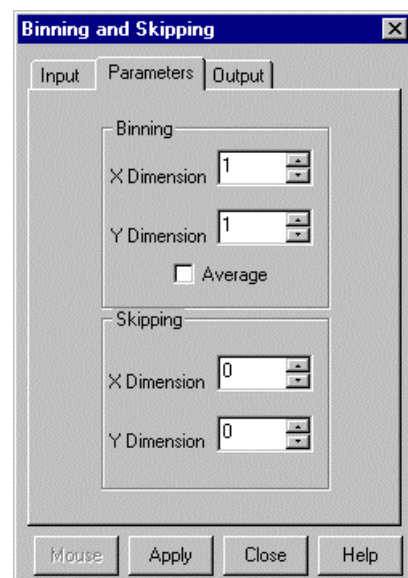 Binning and Skipping
Input Parameters Output
Binning
X Dimension 1
Y Dimension 1
Average
Skipping
X Dimension 0
Y Dimension 0
Mouse Apply Close Help